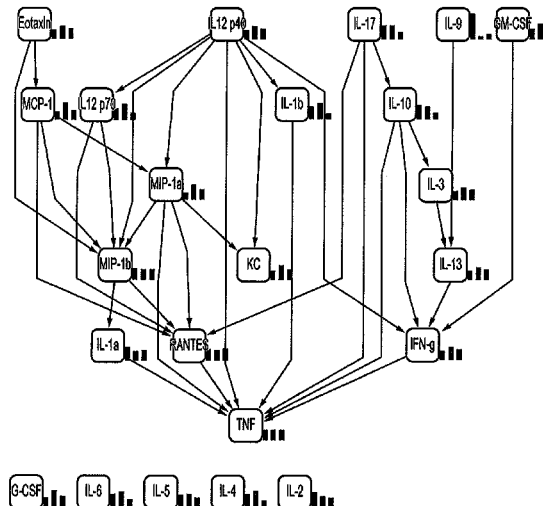 Eotaxin IL12 p40 IL-17 IL-9 GM-CSF
MCP-1 IL12 p70 IL-1b IL-10
MIP-1a IL-3
MIP-1b KC IL-13
IL-1a RANTES IFN-g
TNF
G-CSF IL-6 IL-5 IL-4 IL-2